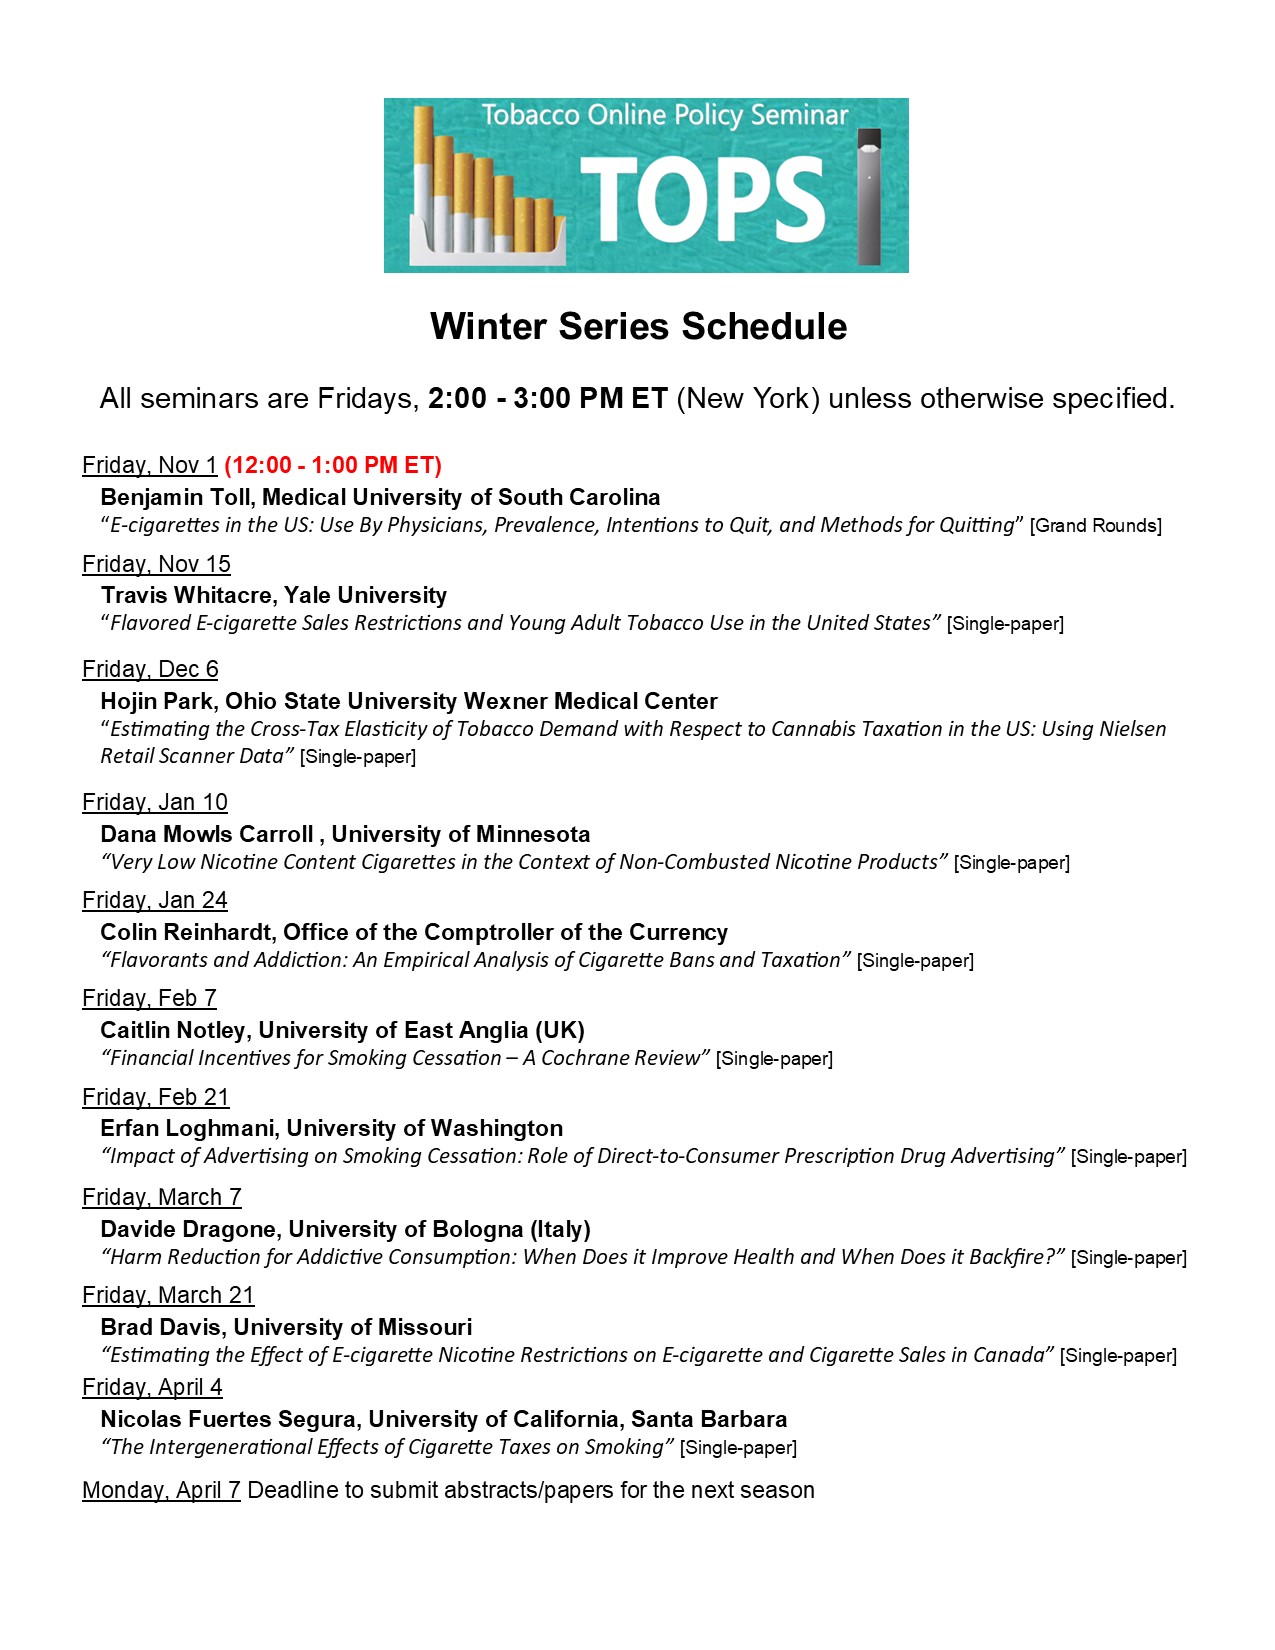 Tobacco Online Policy Seminar
TOPS
Winter Series Schedule
All seminars are Fridays, 2:00 - 3:00 PM ET (New York) unless otherwise specified.
Friday, Nov 1 (12:00 - 1:00 PM ET)
Benjamin Toll, Medical University of South Carolina
“E-cigarettes in the US: Use By Physicians, Prevalence, Intentions to Quit, and Methods for Quitting” [Grand Rounds]
Friday, Nov 15
Travis Whitacre, Yale University
“Flavored E-cigarette Sales Restrictions and Young Adult Tobacco Use in the United States” [Single-paper]
Friday, Dec 6
Hojin Park, Ohio State University Wexner Medical Center
“Estimating the Cross-Tax Elasticity of Tobacco Demand with Respect to Cannabis Taxation in the US: Using Nielsen
Retail Scanner Data” [Single-paper]
Friday, Jan 10
Dana Mowls Carroll , University of Minnesota
“Very Low Nicotine Content Cigarettes in the Context of Non-Combusted Nicotine Products” [Single-paper]
Friday, Jan 24
Colin Reinhardt, Office of the Comptroller of the Currency
“Flavorants and Addiction: An Empirical Analysis of Cigarette Bans and Taxation” [Single-paper]
Friday, Feb 7
Caitlin Notley, University of East Anglia (UK)
“Financial Incentives for Smoking Cessation – A Cochrane Review” [Single-paper]
Friday, Feb 21
Erfan Loghmani, University of Washington
“Impact of Advertising on Smoking Cessation: Role of Direct-to-Consumer Prescription Drug Advertising” [Single-paper]
Friday, March 7
Davide Dragone, University of Bologna (Italy)
“Harm Reduction for Addictive Consumption: When Does it Improve Health and When Does it Backfire?” [Single-paper]
Friday, March 21
Brad Davis, University of Missouri
“Estimating the Effect of E-cigarette Nicotine Restrictions on E-cigarette and Cigarette Sales in Canada” [Single-paper]
Friday, April 4
Nicolas Fuertes Segura, University of California, Santa Barbara
“The Intergenerational Effects of Cigarette Taxes on Smoking” [Single-paper]
Monday, April 7 Deadline to submit abstracts/papers for the next season